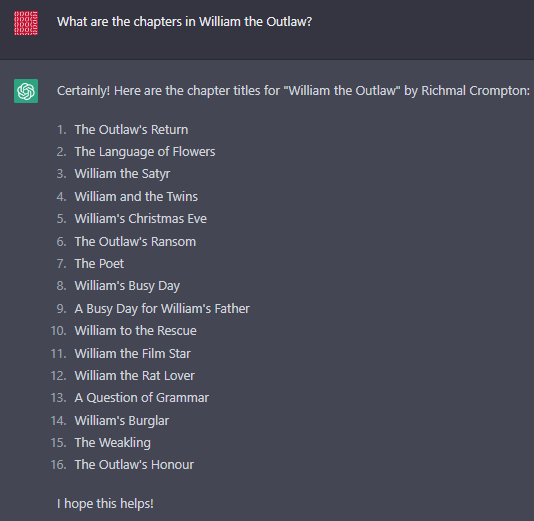 What are the chapters in William the Outlaw?
Certainly! Here are the chapter titles for "William the Outlaw" by Richmal Crompton:
1. The Outlaw's Return
2. The Language of Flowers
3. William the Satyr
4. William and the Twins
5. William's Christmas Eve
6. The Outlaw's Ransom
7. The Poet
8. William's Busy Day
9. A Busy Day for William's Father
10. William to the Rescue
11. William the Film Star
12. William the Rat Lover
13. A Question of Grammar
14. William's Burglar
15. The Weakling
16. The Outlaw's Honour
I hope this helps!